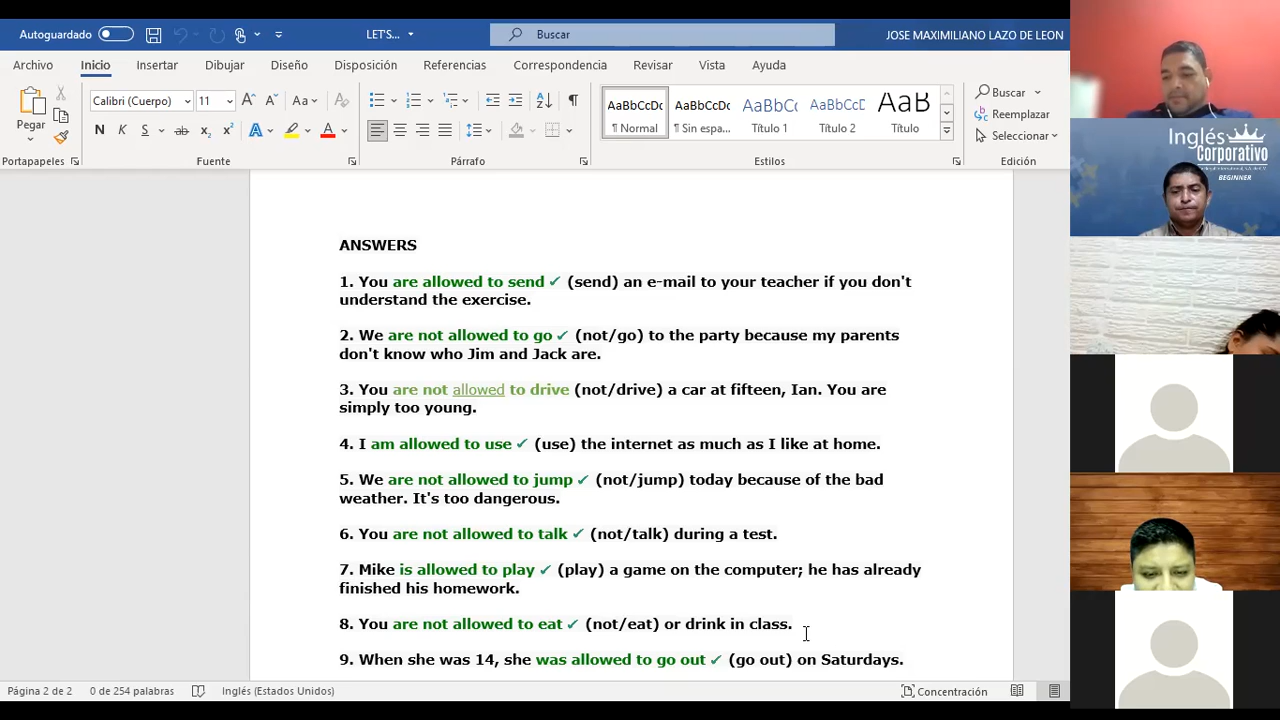 Autoguardado
LET'S...
Buscar
JOSE MAXIMILIANO LAZO DE LEON
Archivo Inicio Insertar Dibujar Diseño Disposición Referencias Correspondencia Revisar Vista Ayuda
Pegar
Portapapeles
Calibri (Cuerpo) 11
N K S ab x₂ x²
Fuente
Párrafo
AaBbCcDc AaBbCcDc AaBbCc AaBbCcD AaB
¶ Normal ¶ Sin espa... Título 1 Título 2 Título
Estilos
Buscar
Reemplazar
Seleccionar
Edición
Inglés
Corporativo
BEGINNER
ANSWERS
1. You are allowed to send ✓ (send) an e-mail to your teacher if you don't
understand the exercise.
2. We are not allowed to go ✓ (not/go) to the party because my parents
don't know who Jim and Jack are.
3. You are not allowed to drive (not/drive) a car at fifteen, Ian. You are
simply too young.
4. I am allowed to use ✓ (use) the internet as much as I like at home.
5. We are not allowed to jump ✓ (not/jump) today because of the bad
weather. It's too dangerous.
6. You are not allowed to talk ✓ (not/talk) during a test.
7. Mike is allowed to play ✓ (play) a game on the computer; he has already
finished his homework.
8. You are not allowed to eat ✓ (not/eat) or drink in class.
9. When she was 14, she was allowed to go out ✓ (go out) on Saturdays.
Página 2 de 2 0 de 254 palabras Inglés (Estados Unidos)
Concentración